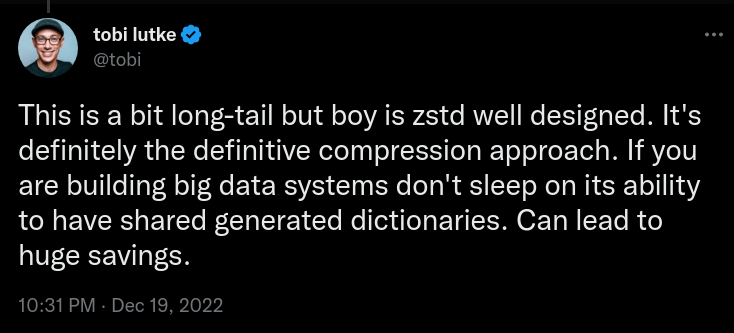 tobi lutke
@tobi
This is a bit long-tail but boy is zstd well designed. It's
definitely the definitive compression approach. If you
are building big data systems don't sleep on its ability
to have shared generated dictionaries. Can lead to
huge savings.
10:31 PM · Dec 19, 2022